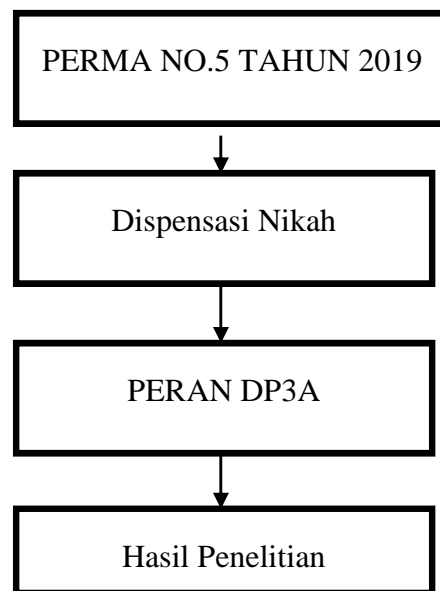 PERMA NO.5 TAHUN 2019
Dispensasi Nikah
PERAN DP3A
Hasil Penelitian